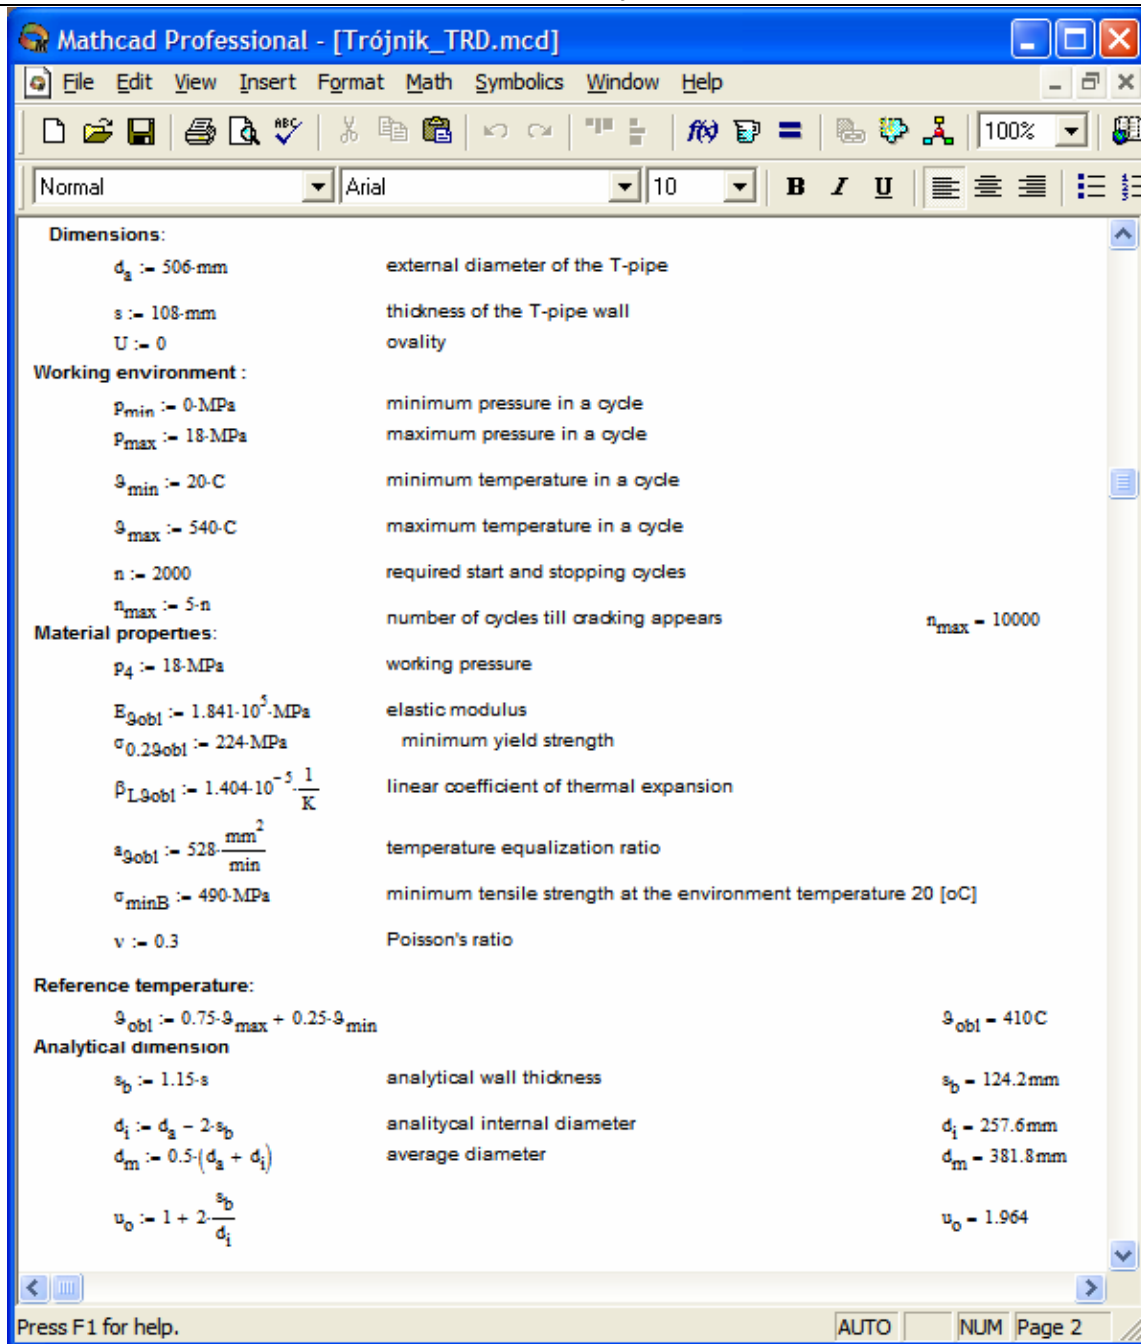 Mathcad Professional - [Trójnik_TRD.mcd]
File Edit View Insert Format Math Symbolics Window Help
100%
Normal Arial 10 B I U
Dimensions:
d_a := 506·mm external diameter of the T-pipe
s := 108·mm thickness of the T-pipe wall
U := 0 ovality
Working environment :
p_min := 0·MPa minimum pressure in a cycle
p_max := 18·MPa maximum pressure in a cycle
ϑ_min := 20·C minimum temperature in a cycle
ϑ_max := 540·C maximum temperature in a cycle
n := 2000 required start and stopping cycles
n_max := 5·n number of cycles till cracking appears n_max = 10000
Material properties:
p_4 := 18·MPa working pressure
E_ϑobl := 1.841·10^5·MPa elastic modulus
σ_0.2ϑobl := 224·MPa minimum yield strength
β_Lϑobl := 1.404·10^-5·1/K linear coefficient of thermal expansion
a_ϑobl := 528·mm^2/min temperature equalization ratio
σ_minB := 490·MPa minimum tensile strength at the environment temperature 20 [oC]
ν := 0.3 Poisson's ratio
Reference temperature:
ϑ_obl := 0.75·ϑ_max + 0.25·ϑ_min ϑ_obl = 410C
Analytical dimension
s_b := 1.15·s analytical wall thickness s_b = 124.2mm
d_i := d_a − 2·s_b analitycal internal diameter d_i = 257.6mm
d_m := 0.5·(d_a + d_i) average diameter d_m = 381.8mm
u_o := 1 + 2·s_b/d_i u_o = 1.964
Press F1 for help. AUTO NUM Page 2